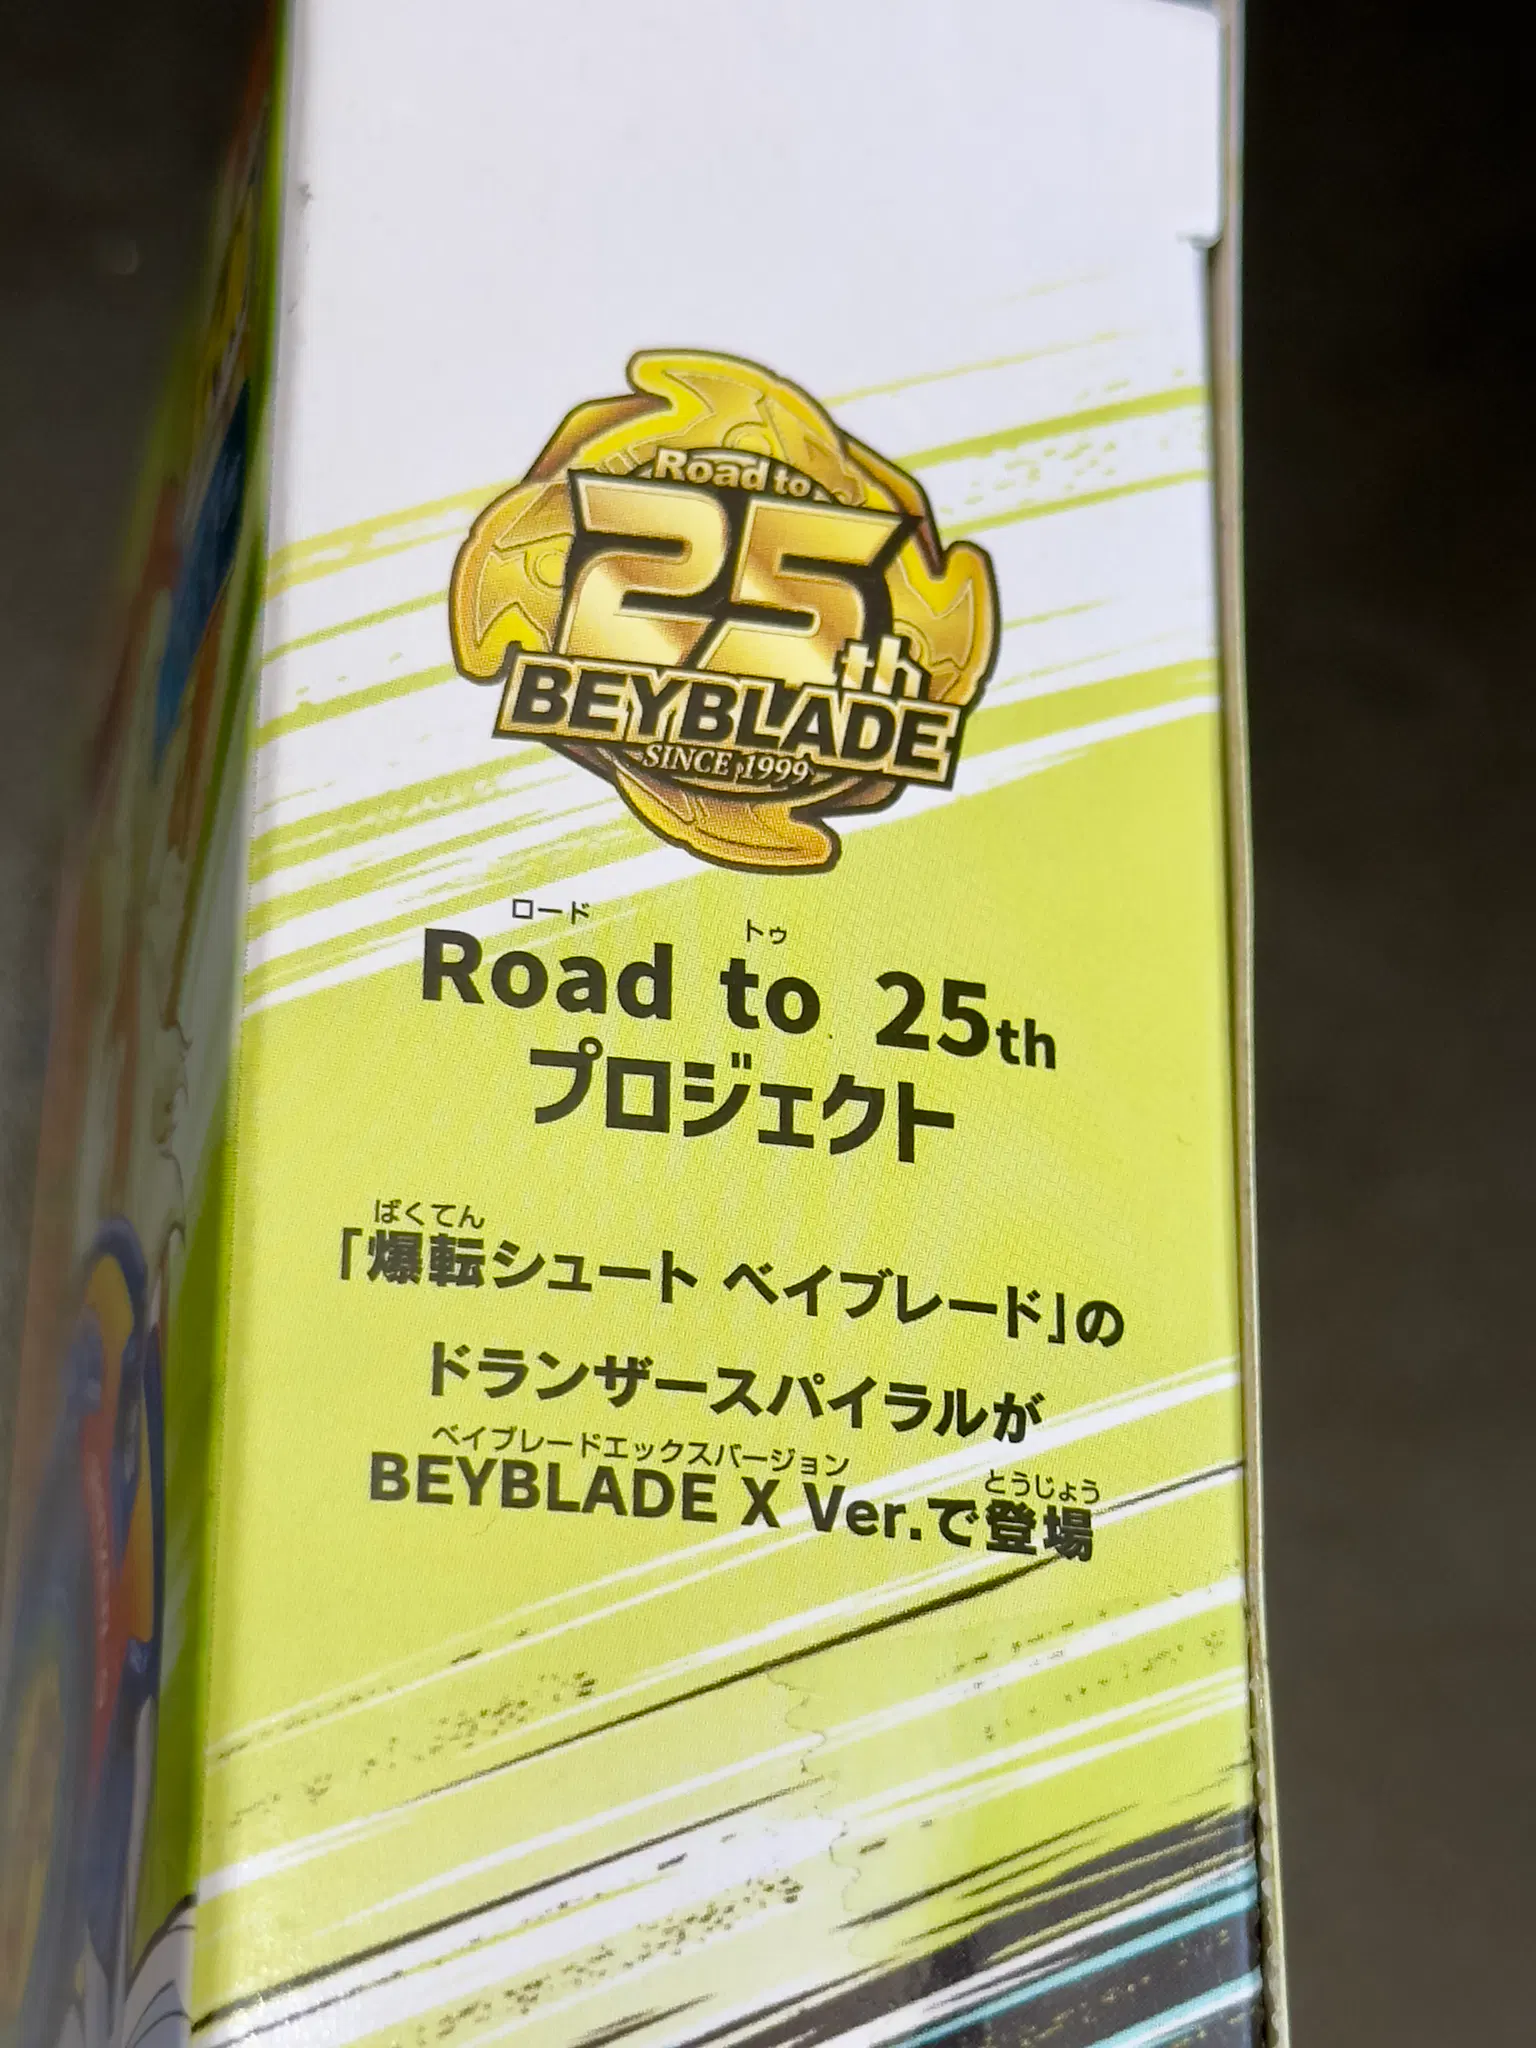 Road to
25th
BEYBLADE
SINCE 1999
ロード トゥ
Road to 25th
プロジェクト
ばくてん
「爆転シュート ベイブレード」の
ドランザースパイラルが
ベイブレードエックスバージョン とうじょう
BEYBLADE X Ver.で登場